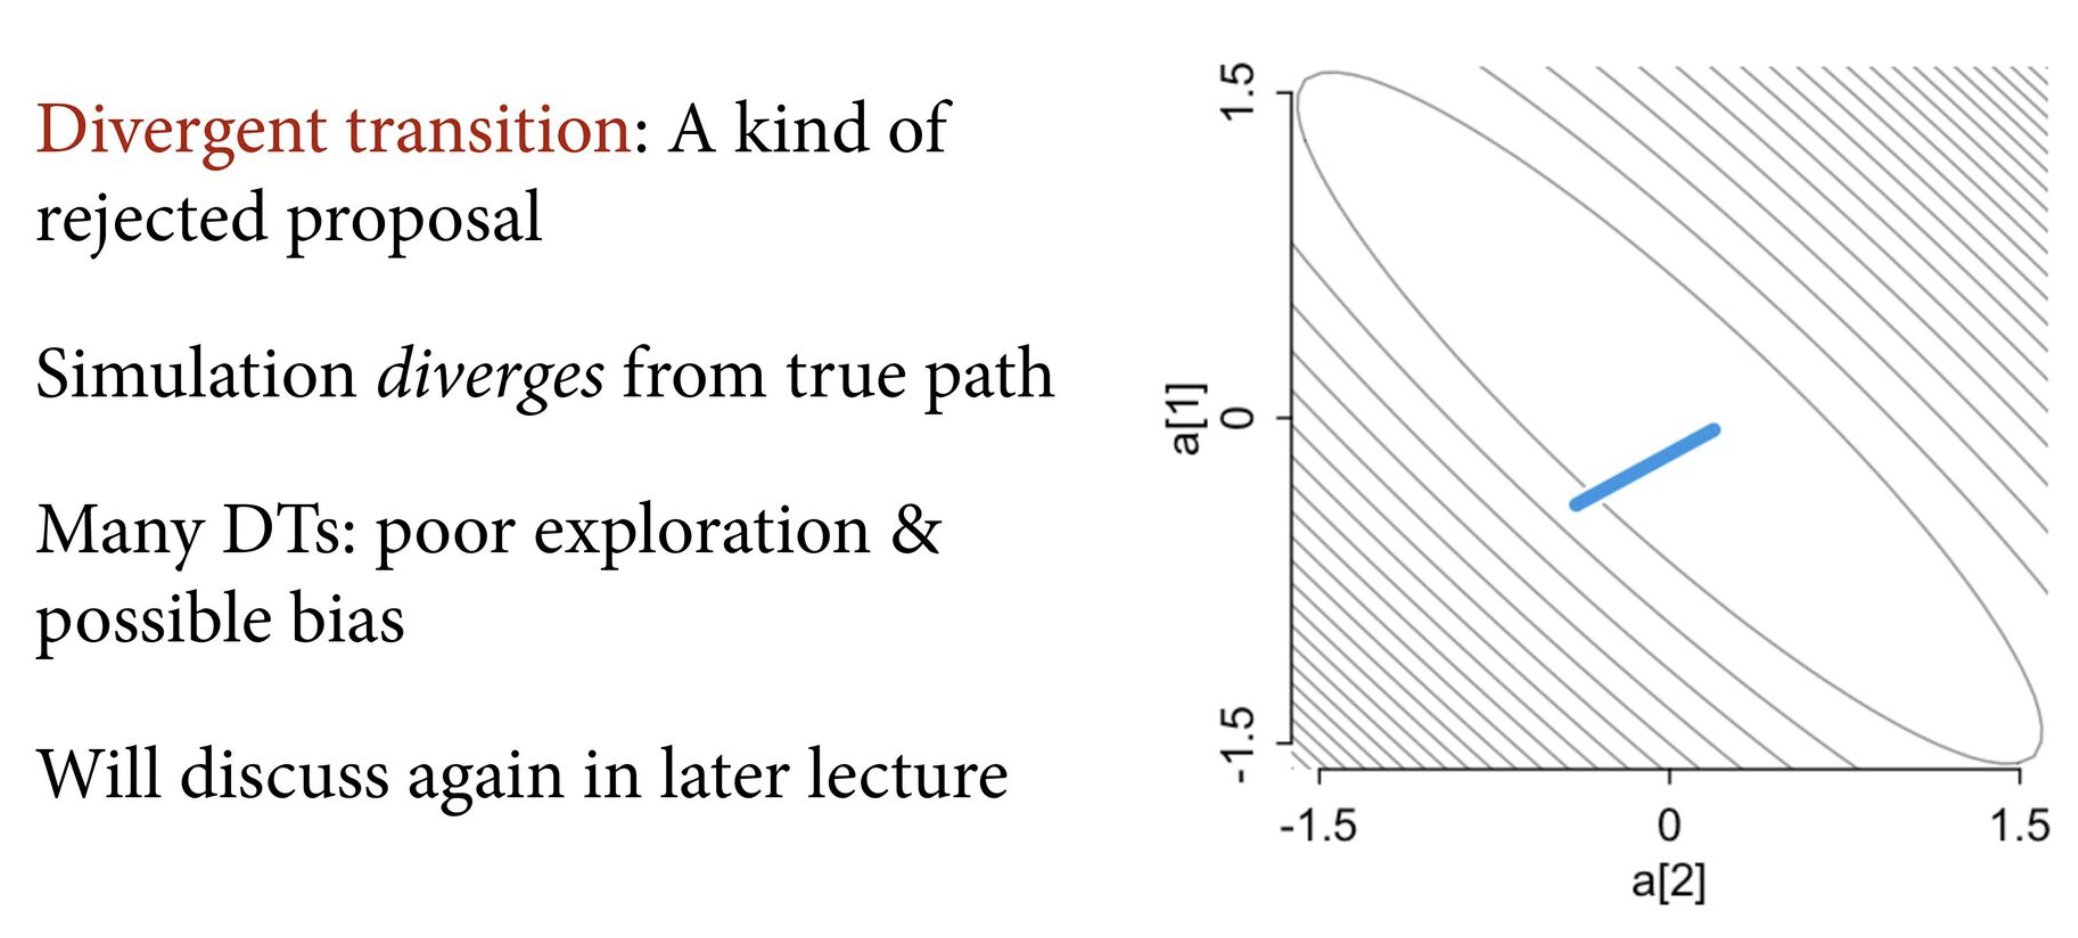 Divergent transition: A kind of
rejected proposal
Simulation diverges from true path
Many DTs: poor exploration &
possible bias
Will discuss again in later lecture
1.5
0
-1.5
a[1]
-1.5
0
1.5
a[2]